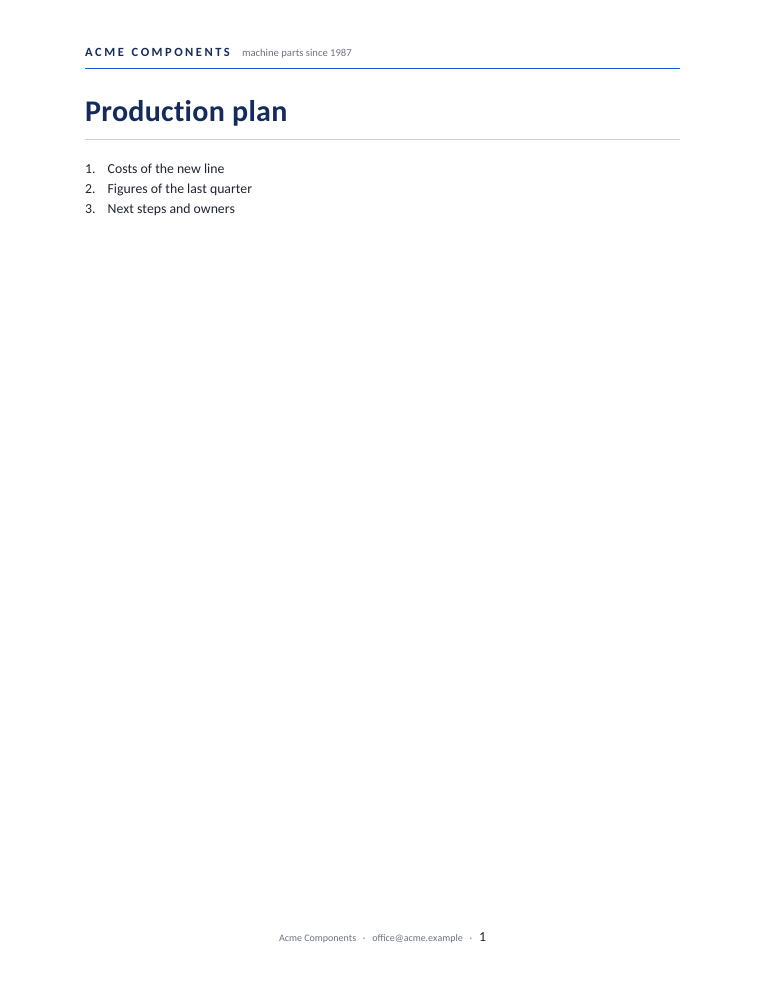 ACME COMPONENTS machine parts since 1987
Production plan
1. Costs of the new line
2. Figures of the last quarter
3. Next steps and owners
Acme Components · office@acme.example · 1